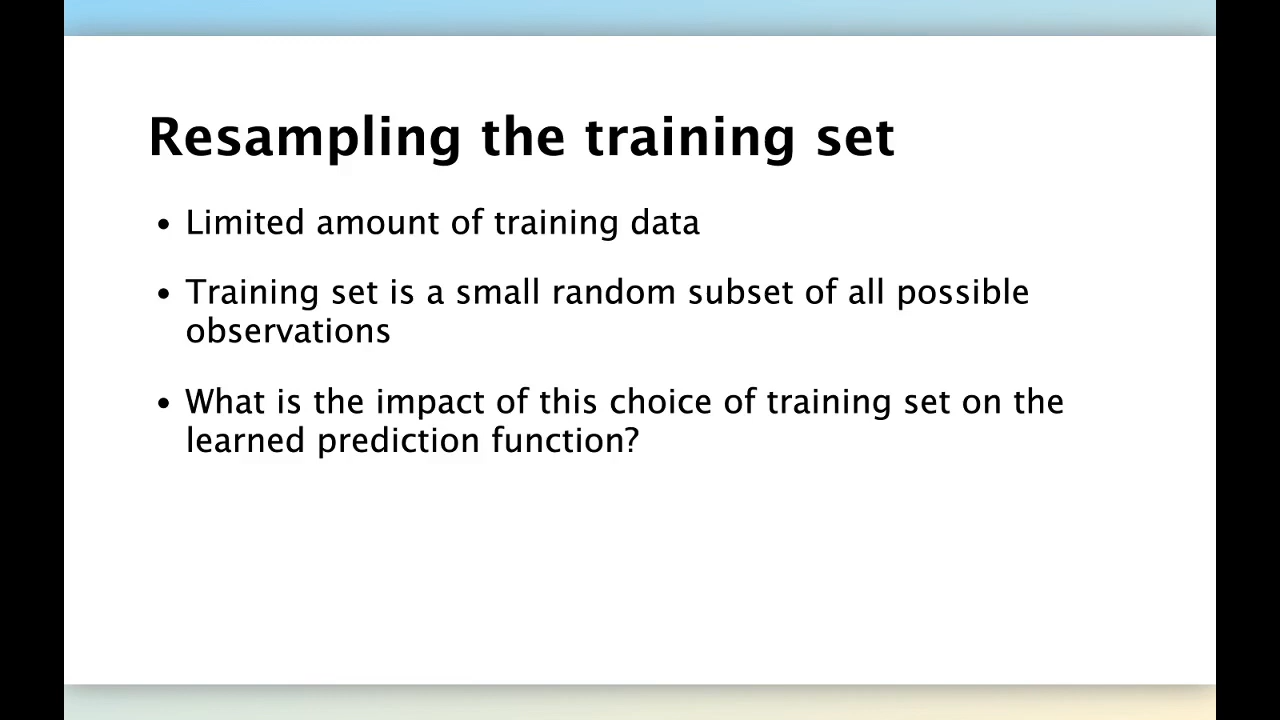 Resampling the training set
• Limited amount of training data
• Training set is a small random subset of all possible
observations
• What is the impact of this choice of training set on the
learned prediction function?